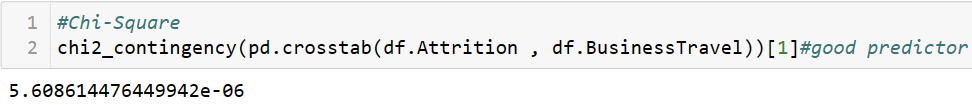 1 #Chi-Square
2 chi2_contingency(pd.crosstab(df.Attrition , df.BusinessTravel))[1]#good predictor
5.608614476449942e-06